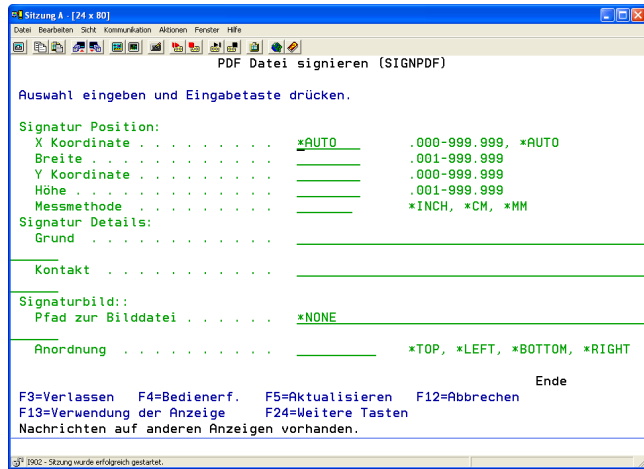 Sitzung A - [24 x 80]
Datei Bearbeiten Sicht Kommunikation Aktionen Fenster Hilfe
PDF Datei signieren (SIGNPDF)
Auswahl eingeben und Eingabetaste drücken.
Signatur Position:
X Koordinate . . . . . . . . . *AUTO .000-999.999, *AUTO
Breite . . . . . . . . . . . . .001-999.999
Y Koordinate . . . . . . . . . .000-999.999
Höhe . . . . . . . . . . . . . .001-999.999
Messmethode . . . . . . . . . *INCH, *CM, *MM
Signatur Details:
Grund . . . . . . . . . . . .
Kontakt . . . . . . . . . . .
Signaturbild::
Pfad zur Bilddatei . . . . . . *NONE
Anordnung . . . . . . . . . . *TOP, *LEFT, *BOTTOM, *RIGHT
Ende
F3=Verlassen F4=Bedienerf. F5=Aktualisieren F12=Abbrechen
F13=Verwendung der Anzeige F24=Weitere Tasten
Nachrichten auf anderen Anzeigen vorhanden.
I902 - Sitzung wurde erfolgreich gestartet.